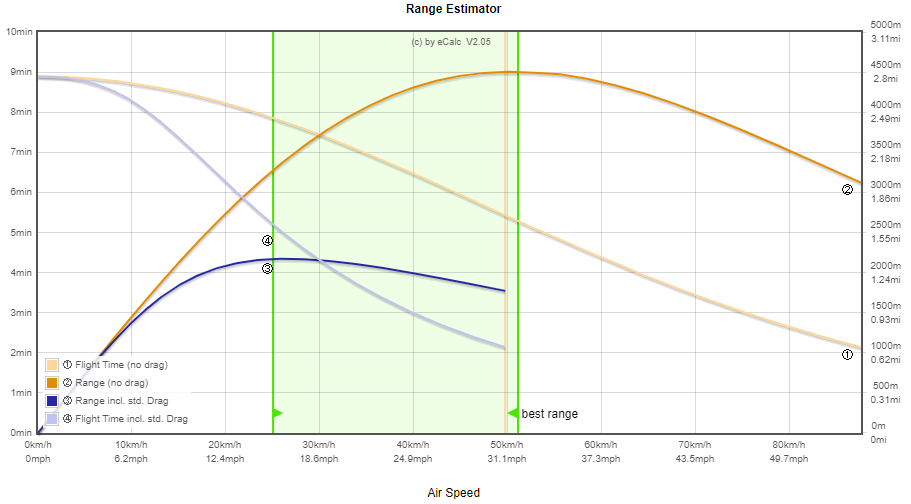 Range Estimator
(c) by eCalc V2.05
10min
9min
8min
7min
6min
5min
4min
3min
2min
1min
0min
5000m
3.11mi
4500m
2.8mi
4000m
2.49mi
3500m
2.18mi
3000m
1.86mi
2500m
1.55mi
2000m
1.24mi
1500m
0.93mi
1000m
0.62mi
500m
0.31mi
0m
0mi
④
③
②
①
① Flight Time (no drag)
② Range (no drag)
③ Range incl. std. Drag
④ Flight Time incl. std. Drag
best range
0km/h 10km/h 20km/h 30km/h 40km/h 50km/h 60km/h 70km/h 80km/h
0mph 6.2mph 12.4mph 18.6mph 24.9mph 31.1mph 37.3mph 43.5mph 49.7mph
Air Speed